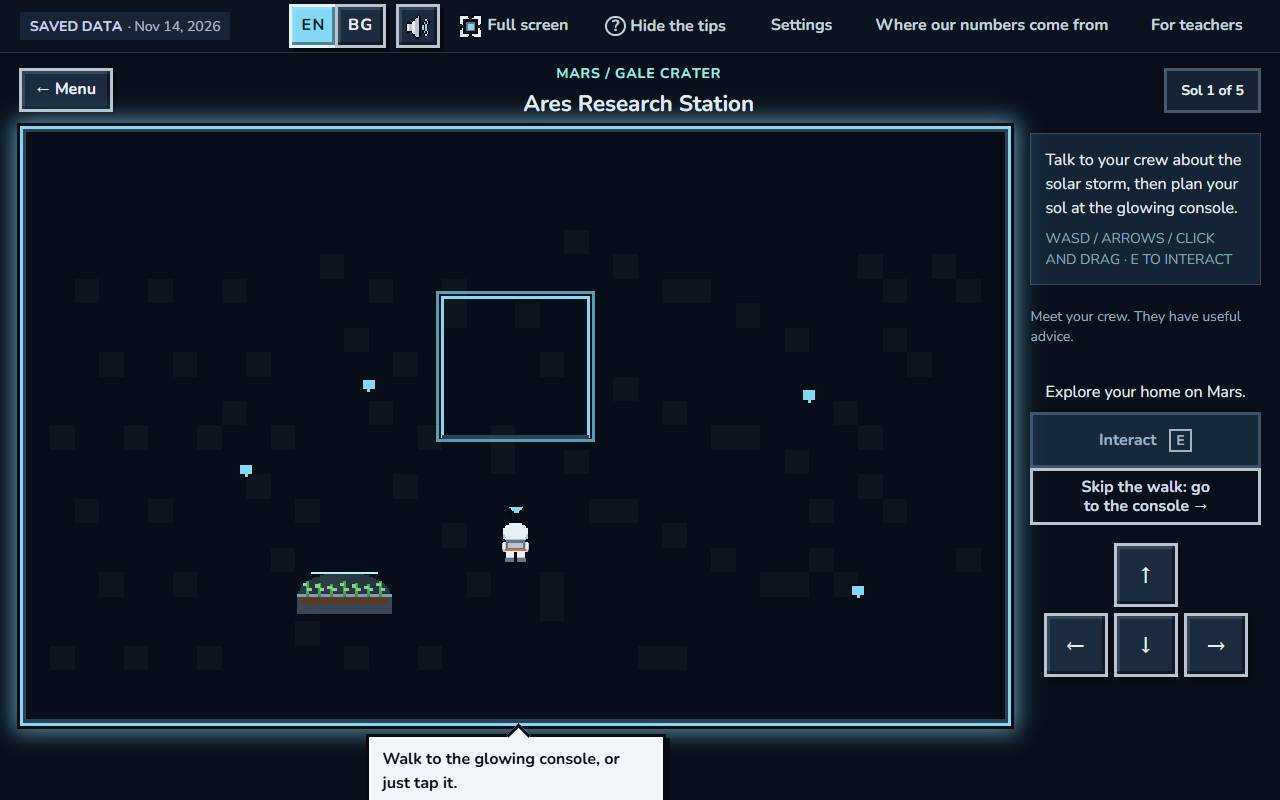 SAVED DATA · Nov 14, 2026
EN
BG
Full screen
? Hide the tips
Settings
Where our numbers come from
For teachers
← Menu
MARS / GALE CRATER
Ares Research Station
Sol 1 of 5
Talk to your crew about the
solar storm, then plan your
sol at the glowing console.
WASD / ARROWS / CLICK
AND DRAG · E TO INTERACT
Meet your crew. They have useful
advice.
Explore your home on Mars.
Interact E
Skip the walk: go
to the console →
↑
← ↓ →
Walk to the glowing console, or
just tap it.